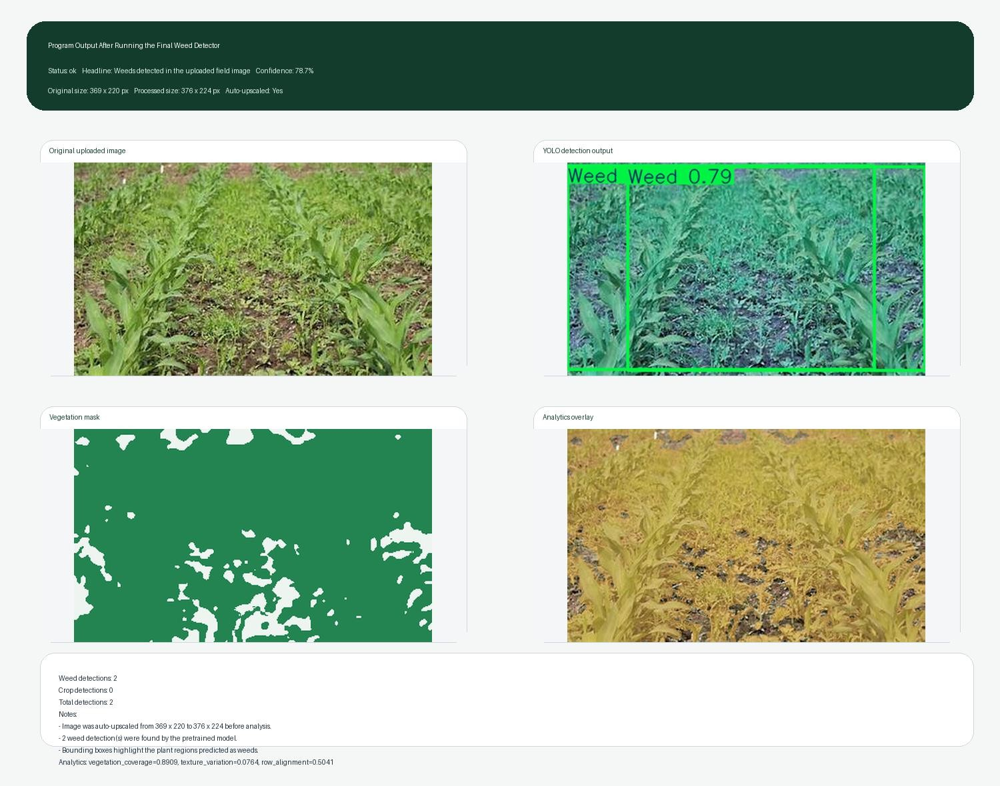 Program Output After Running the Final Weed Detector
Status: ok Headline: Weeds detected in the uploaded field image Confidence: 78.7%
Original size: 369 x 220 px Processed size: 376 x 224 px Auto-upscaled: Yes
Original uploaded image
YOLO detection output
Weed Weed 0.79
Vegetation mask
Analytics overlay
Weed detections: 2
Crop detections: 0
Total detections: 2
Notes:
- Image was auto-upscaled from 369 x 220 to 376 x 224 before analysis.
- 2 weed detection(s) were found by the pretrained model.
- Bounding boxes highlight the plant regions predicted as weeds.
Analytics: vegetation_coverage=0.8909, texture_variation=0.0764, row_alignment=0.5041